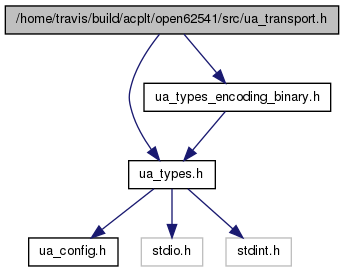 /home/travis/build/acplt/open62541/src/ua_transport.h
ua_types_encoding_binary.h
ua_types.h
ua_config.h
stdio.h
stdint.h